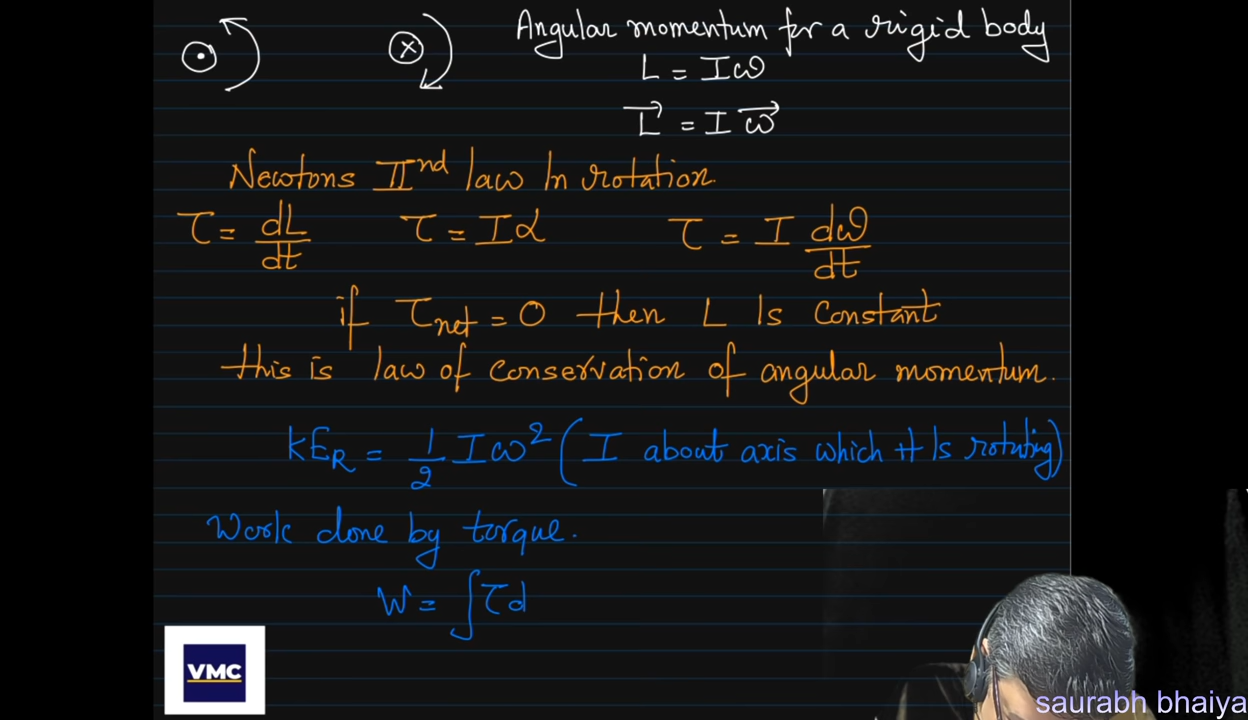 Angular momentum for a rigid body
L = Iω
L⃗ = I ω⃗
Newtons IInd law In rotation.
τ = dL/dt τ = Iα τ = I dω/dt
if τnet = 0 then L Is constant
this is law of conservation of angular momentum.
KE_R = 1/2 Iω² (I about axis which it Is rotating)
Work done by torque.
W = ∫τd
VMC
saurabh bhaiya